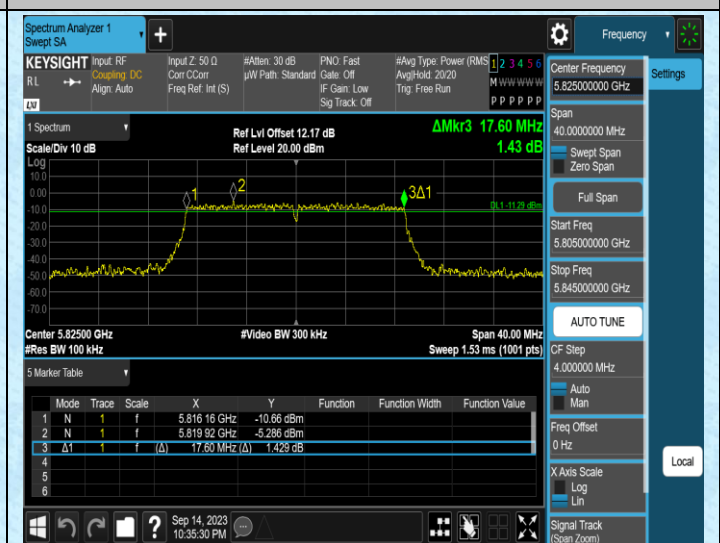 Spectrum Analyzer 1
Swept SA
+
Frequency
KEYSIGHT
RL
LXI
Input: RF
Coupling: DC
Align: Auto
Input Z: 50 Ω
Corr CCorr
Freq Ref: Int (S)
#Atten: 30 dB
µW Path: Standard
PNO: Fast
Gate: Off
IF Gain: Low
Sig Track: Off
#Avg Type: Power (RMS
Avg|Hold: 20/20
Trig: Free Run
1 2 3 4 5 6
M W W W W W
P P P P P P
1 Spectrum
Scale/Div 10 dB
Ref Lvl Offset 12.17 dB
Ref Level 20.00 dBm
ΔMkr3 17.60 MHz
1.43 dB
Log
10.0
0.00
-10.0
-20.0
-30.0
-40.0
-50.0
-60.0
-70.0
1
2
3Δ1
DL1 -11.29 dBm
Center 5.82500 GHz
#Video BW 300 kHz
Span 40.00 MHz
#Res BW 100 kHz
Sweep 1.53 ms (1001 pts)
5 Marker Table
Mode Trace Scale X Y Function Function Width Function Value
1 N 1 f 5.816 16 GHz -10.66 dBm
2 N 1 f 5.819 92 GHz -5.286 dBm
3 Δ1 1 f (Δ) 17.60 MHz (Δ) 1.429 dB
4
5
6
Sep 14, 2023
10:35:30 PM
?
Center Frequency
5.825000000 GHz
Settings
Span
40.0000000 MHz
Swept Span
Zero Span
Full Span
Start Freq
5.805000000 GHz
Stop Freq
5.845000000 GHz
AUTO TUNE
CF Step
4.000000 MHz
Auto
Man
Freq Offset
0 Hz
Local
X Axis Scale
Log
Lin
Signal Track
(Span Zoom)